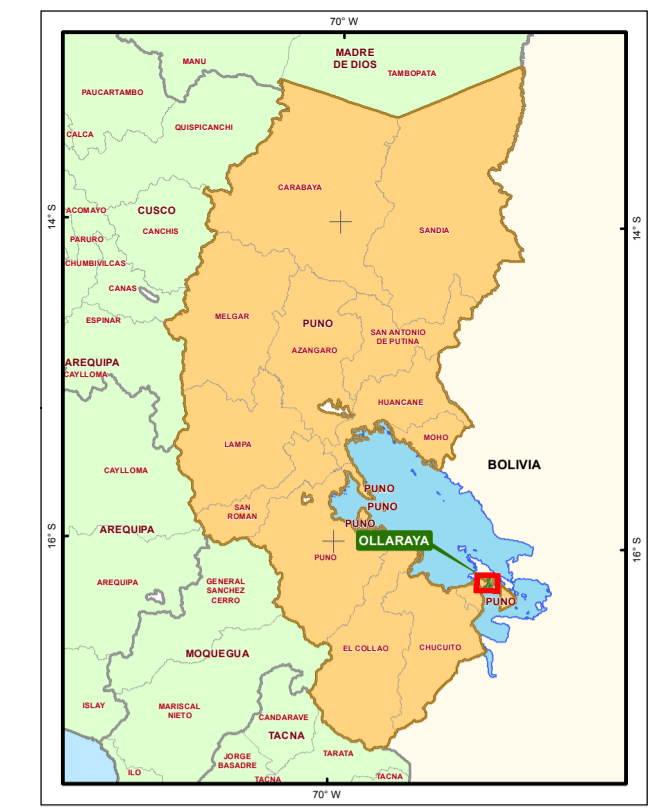 70° W
MADRE
DE DIOS
MANU
TAMBOPATA
PAUCARTAMBO
QUISPICANCHI
CALCA
CARABAYA
ACOMAYO
CUSCO
14° S
14° S
CANCHIS
SANDIA
PARURO
CHUMBIVILCAS
CANAS
MELGAR
ESPINAR
PUNO
SAN ANTONIO
DE PUTINA
AZANGARO
AREQUIPA
CAYLLOMA
HUANCANE
MOHO
LAMPA
BOLIVIA
CAYLLOMA
PUNO
SAN
ROMAN
PUNO
PUNO
AREQUIPA
16° S
16° S
OLLARAYA
PUNO
AREQUIPA
GENERAL
SANCHEZ
CERRO
PUNO
EL COLLAO
CHUCUITO
MOQUEGUA
ISLAY
MARISCAL
NIETO
CANDARAVE
TACNA
TARATA
JORGE
BASADRE
ILO
TACNA
TACNA
70° W